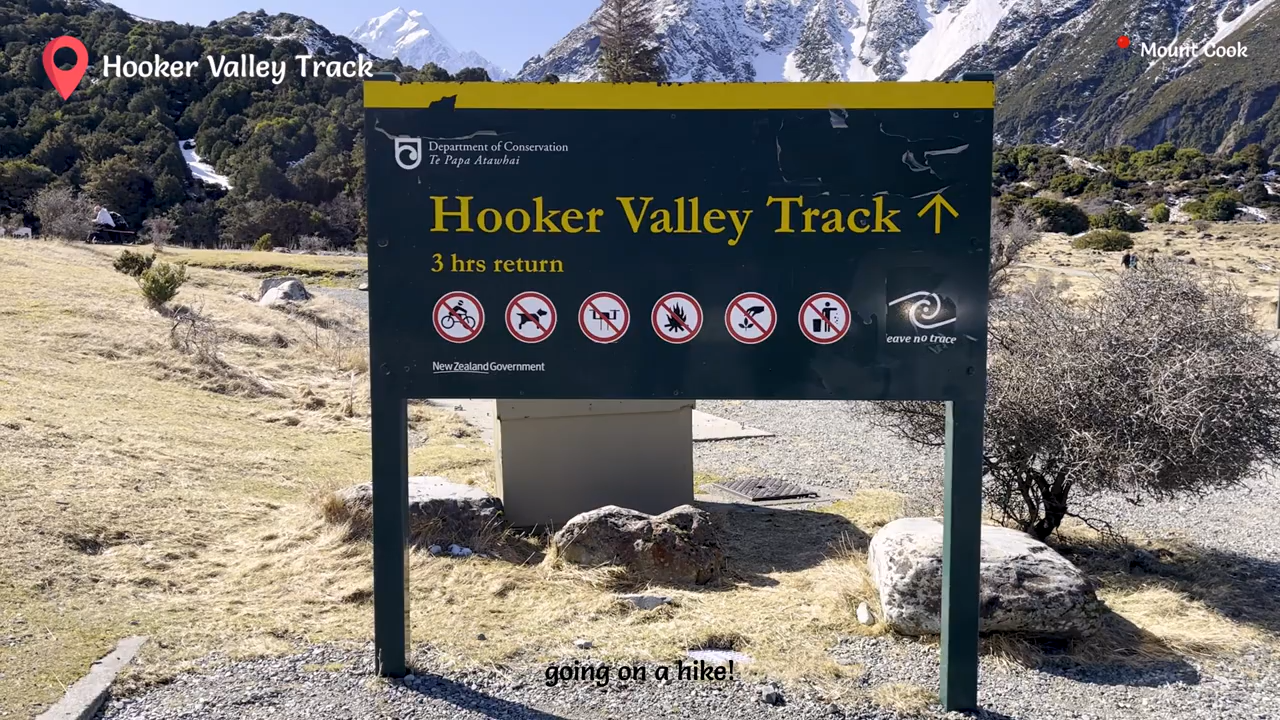 Hooker Valley Track
Mount Cook
Department of Conservation
Te Papa Atawhai
Hooker Valley Track
3 hrs return
eave no trace
New Zealand Government
going on a hike!